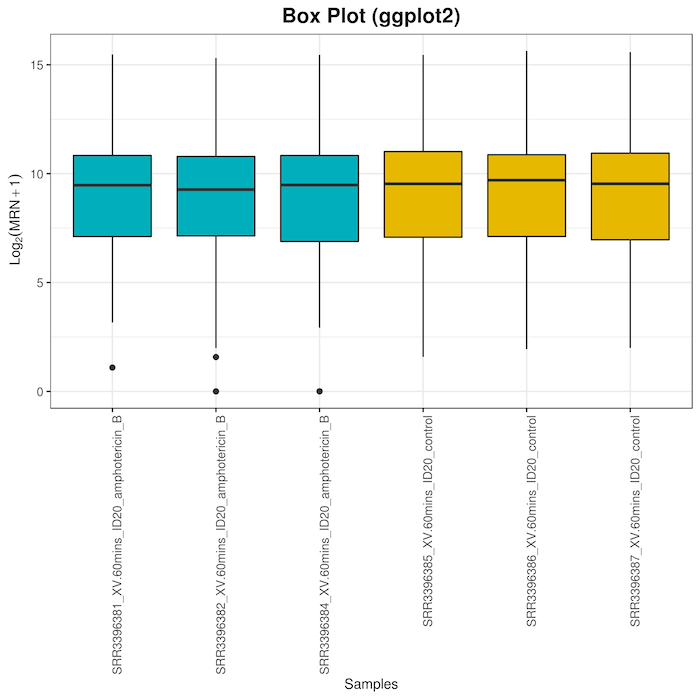 Box Plot (ggplot2)
Log₂(MRN + 1)
15
10
5
0
SRR3396381_XV.60mins_ID20_amphotericin_B
SRR3396382_XV.60mins_ID20_amphotericin_B
SRR3396384_XV.60mins_ID20_amphotericin_B
SRR3396385_XV.60mins_ID20_control
SRR3396386_XV.60mins_ID20_control
SRR3396387_XV.60mins_ID20_control
Samples